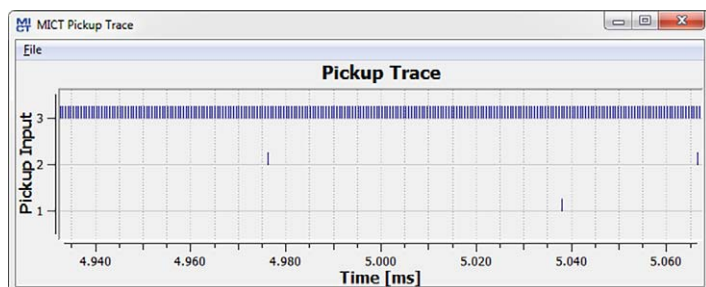 MICT MICT Pickup Trace
File
Pickup Trace
Pickup Input
3
2
1
4.940 4.960 4.980 5.000 5.020 5.040 5.060
Time [ms]